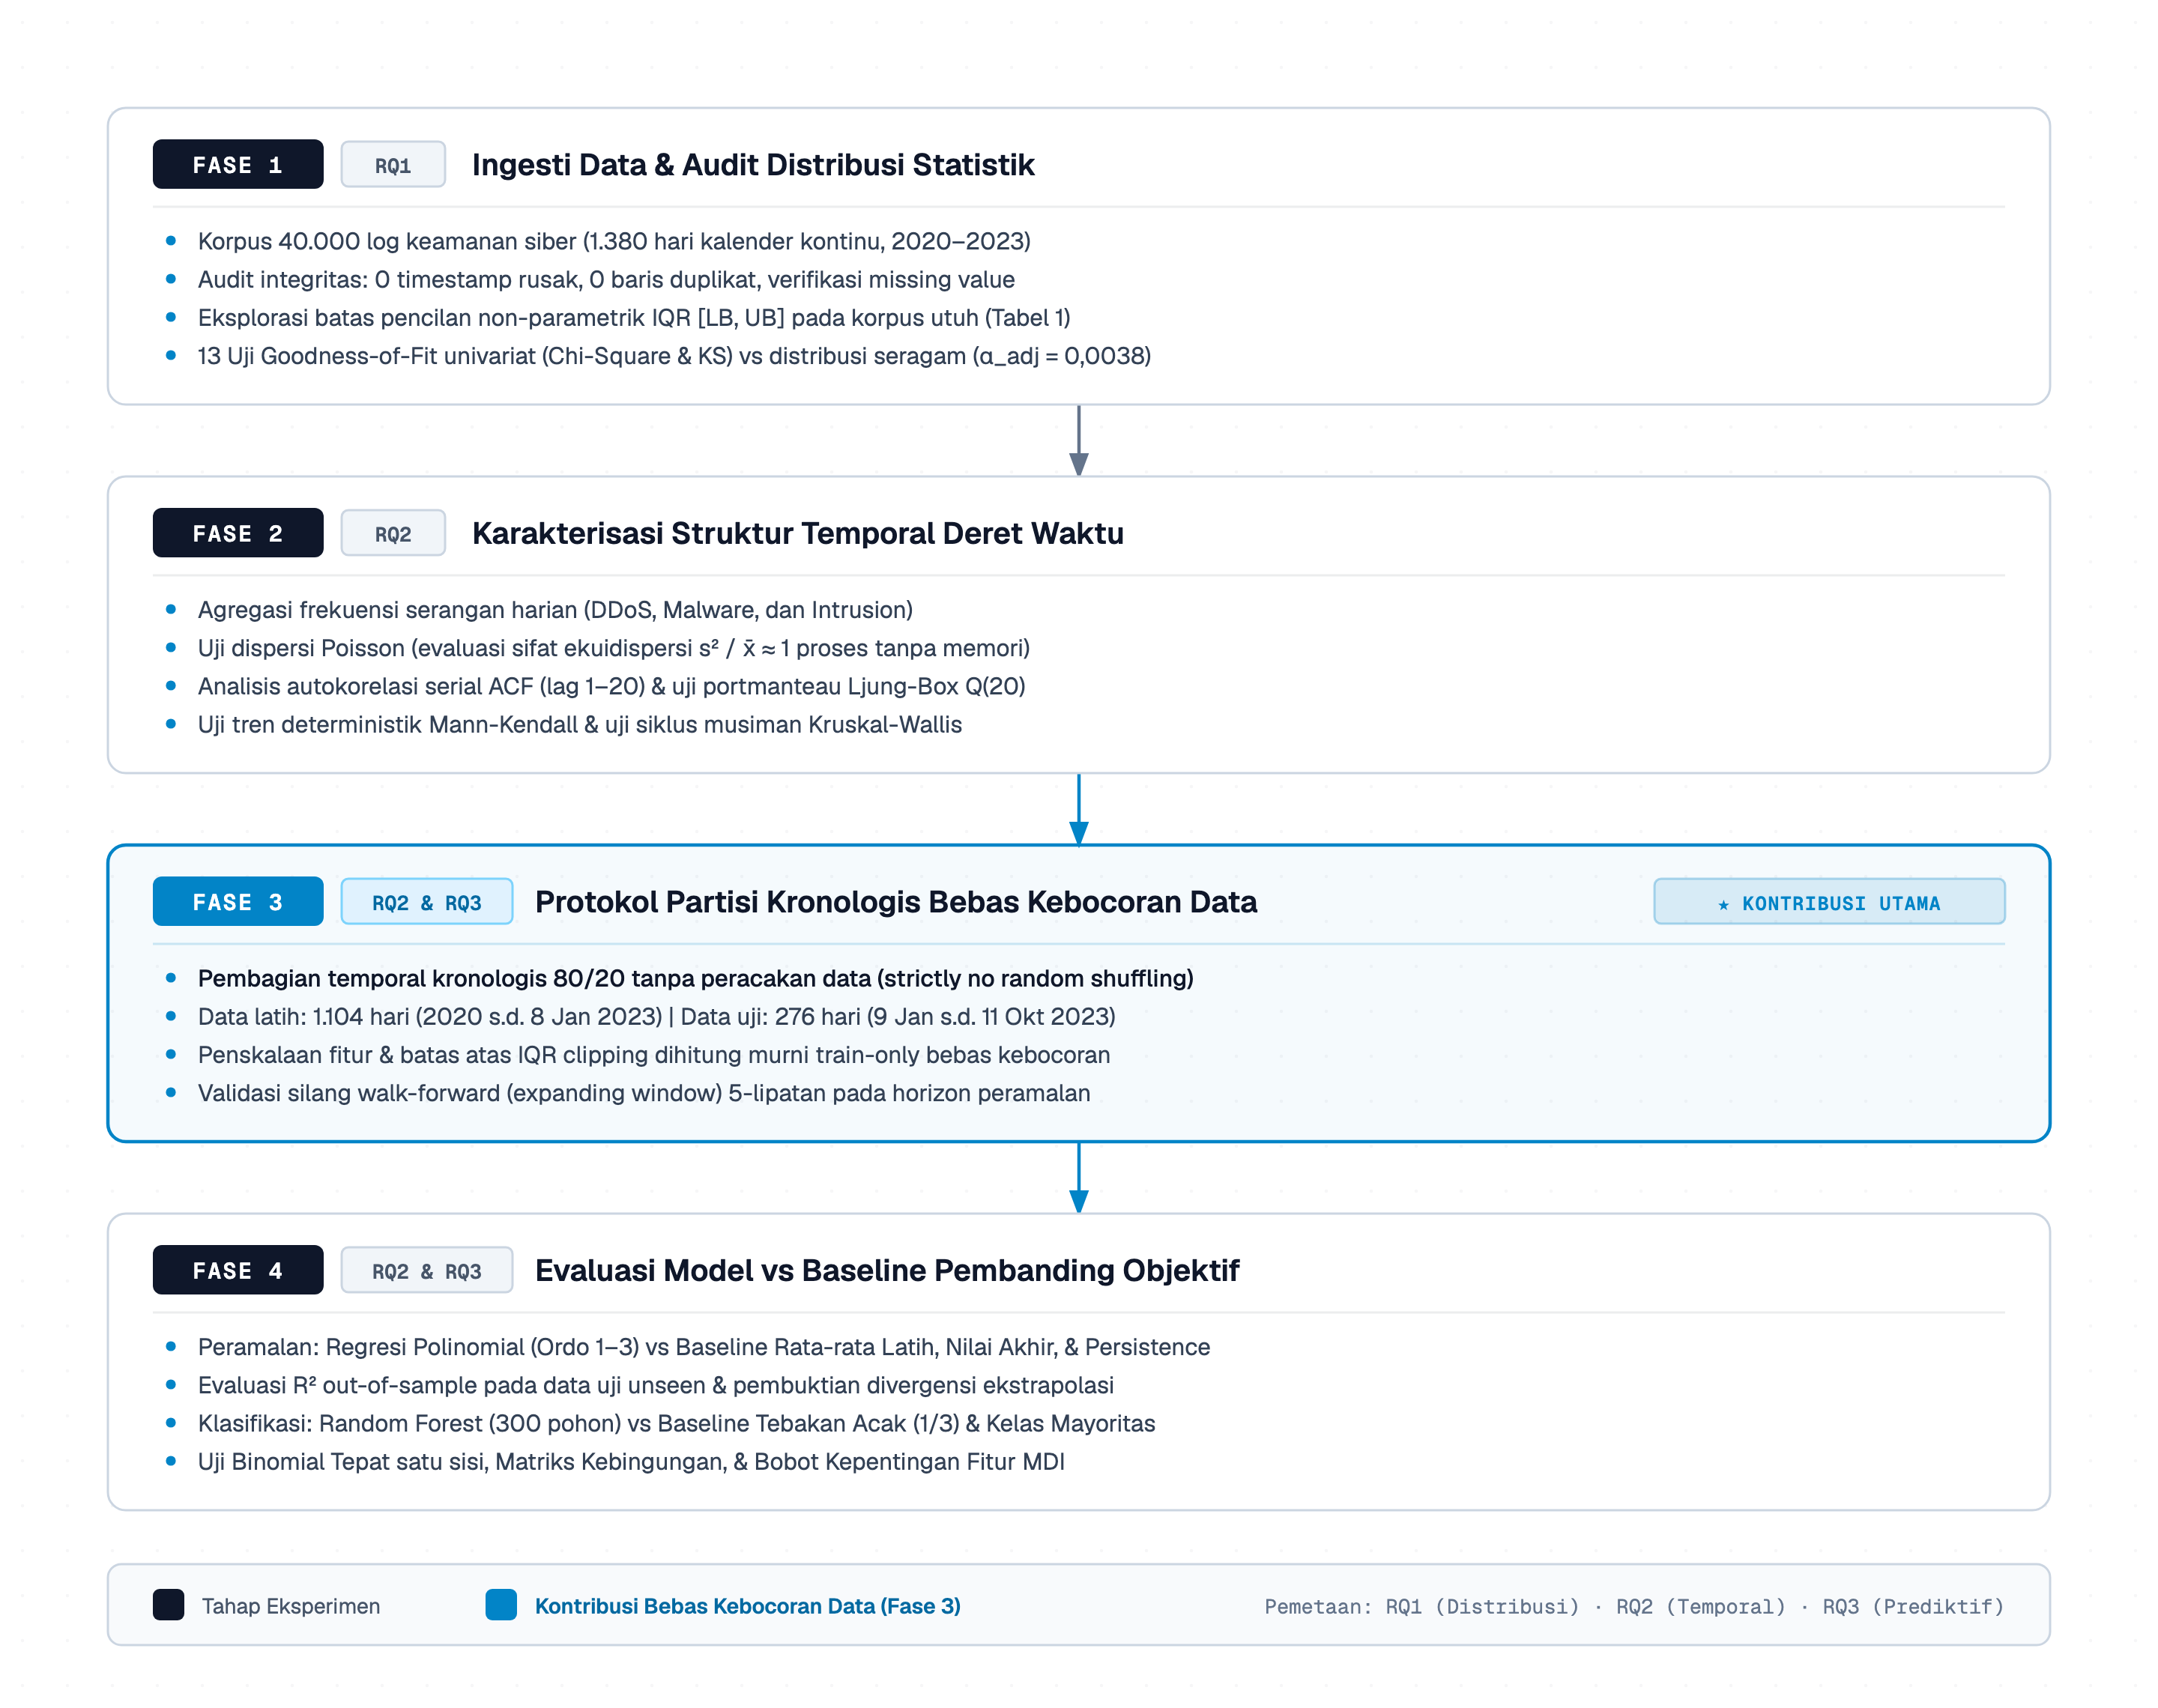 FASE 1 RQ1 Ingesti Data & Audit Distribusi Statistik
• Korpus 40.000 log keamanan siber (1.380 hari kalender kontinu, 2020–2023)
• Audit integritas: 0 timestamp rusak, 0 baris duplikat, verifikasi missing value
• Eksplorasi batas pencilan non-parametrik IQR [LB, UB] pada korpus utuh (Tabel 1)
• 13 Uji Goodness-of-Fit univariat (Chi-Square & KS) vs distribusi seragam (α_adj = 0,0038)
FASE 2 RQ2 Karakterisasi Struktur Temporal Deret Waktu
• Agregasi frekuensi serangan harian (DDoS, Malware, dan Intrusion)
• Uji dispersi Poisson (evaluasi sifat ekuidispersi s² / x̄ ≈ 1 proses tanpa memori)
• Analisis autokorelasi serial ACF (lag 1–20) & uji portmanteau Ljung-Box Q(20)
• Uji tren deterministik Mann-Kendall & uji siklus musiman Kruskal-Wallis
FASE 3 RQ2 & RQ3 Protokol Partisi Kronologis Bebas Kebocoran Data ★ KONTRIBUSI UTAMA
• Pembagian temporal kronologis 80/20 tanpa peracakan data (strictly no random shuffling)
• Data latih: 1.104 hari (2020 s.d. 8 Jan 2023) | Data uji: 276 hari (9 Jan s.d. 11 Okt 2023)
• Penskalaan fitur & batas atas IQR clipping dihitung murni train-only bebas kebocoran
• Validasi silang walk-forward (expanding window) 5-lipatan pada horizon peramalan
FASE 4 RQ2 & RQ3 Evaluasi Model vs Baseline Pembanding Objektif
• Peramalan: Regresi Polinomial (Ordo 1–3) vs Baseline Rata-rata Latih, Nilai Akhir, & Persistence
• Evaluasi R² out-of-sample pada data uji unseen & pembuktian divergensi ekstrapolasi
• Klasifikasi: Random Forest (300 pohon) vs Baseline Tebakan Acak (1/3) & Kelas Mayoritas
• Uji Binomial Tepat satu sisi, Matriks Kebingungan, & Bobot Kepentingan Fitur MDI
Tahap Eksperimen Kontribusi Bebas Kebocoran Data (Fase 3) Pemetaan: RQ1 (Distribusi) · RQ2 (Temporal) · RQ3 (Prediktif)